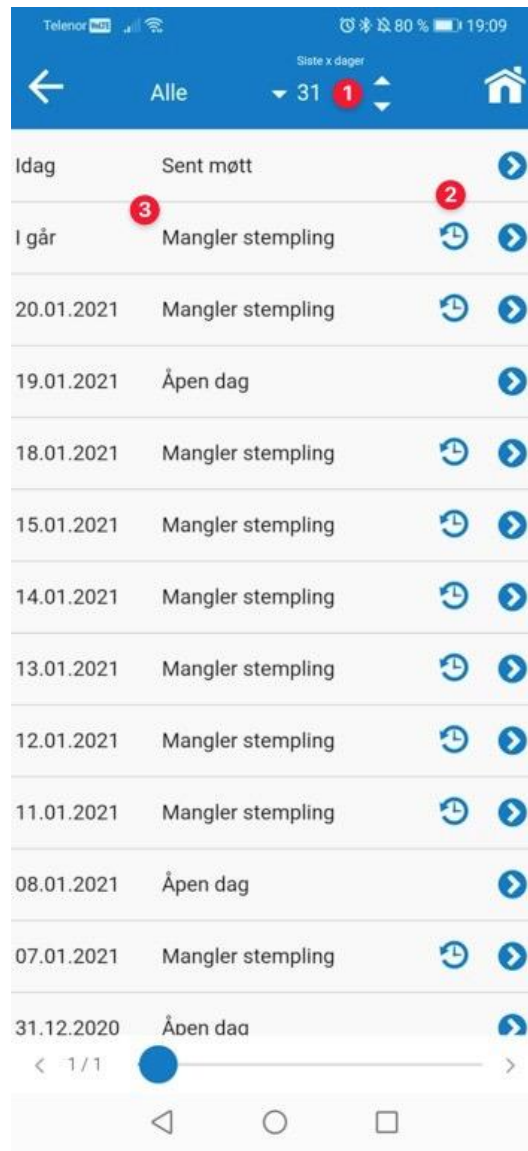 Telenor VoLTE 80 % 19:09
Siste x dager
Alle 31 1
Idag Sent møtt
2
3
I går Mangler stempling
20.01.2021 Mangler stempling
19.01.2021 Åpen dag
18.01.2021 Mangler stempling
15.01.2021 Mangler stempling
14.01.2021 Mangler stempling
13.01.2021 Mangler stempling
12.01.2021 Mangler stempling
11.01.2021 Mangler stempling
08.01.2021 Åpen dag
07.01.2021 Mangler stempling
31.12.2020 Åpen dag
< 1/1 >